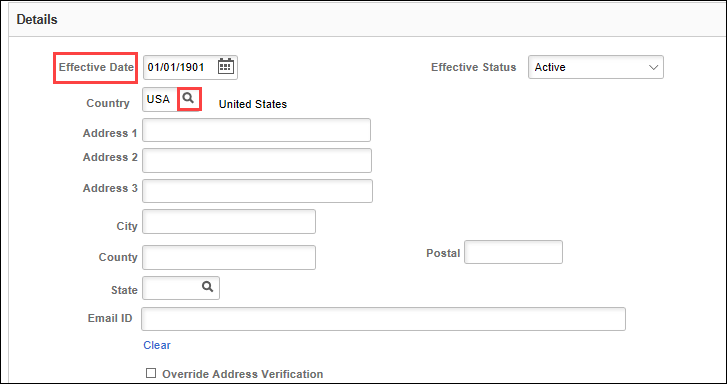 Details
Effective Date 01/01/1901 Effective Status Active
Country USA United States
Address 1
Address 2
Address 3
City
County Postal
State
Email ID
Clear
Override Address Verification